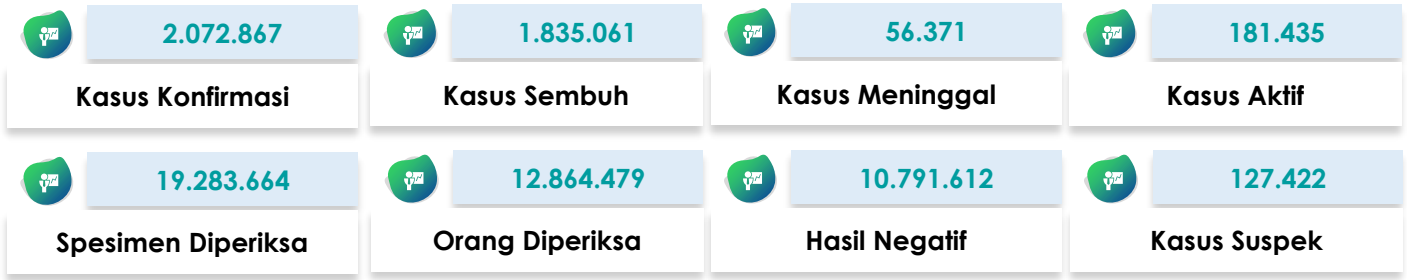 2.072.867
Kasus Konfirmasi
1.835.061
Kasus Sembuh
56.371
Kasus Meninggal
181.435
Kasus Aktif
19.283.664
Spesimen Diperiksa
12.864.479
Orang Diperiksa
10.791.612
Hasil Negatif
127.422
Kasus Suspek